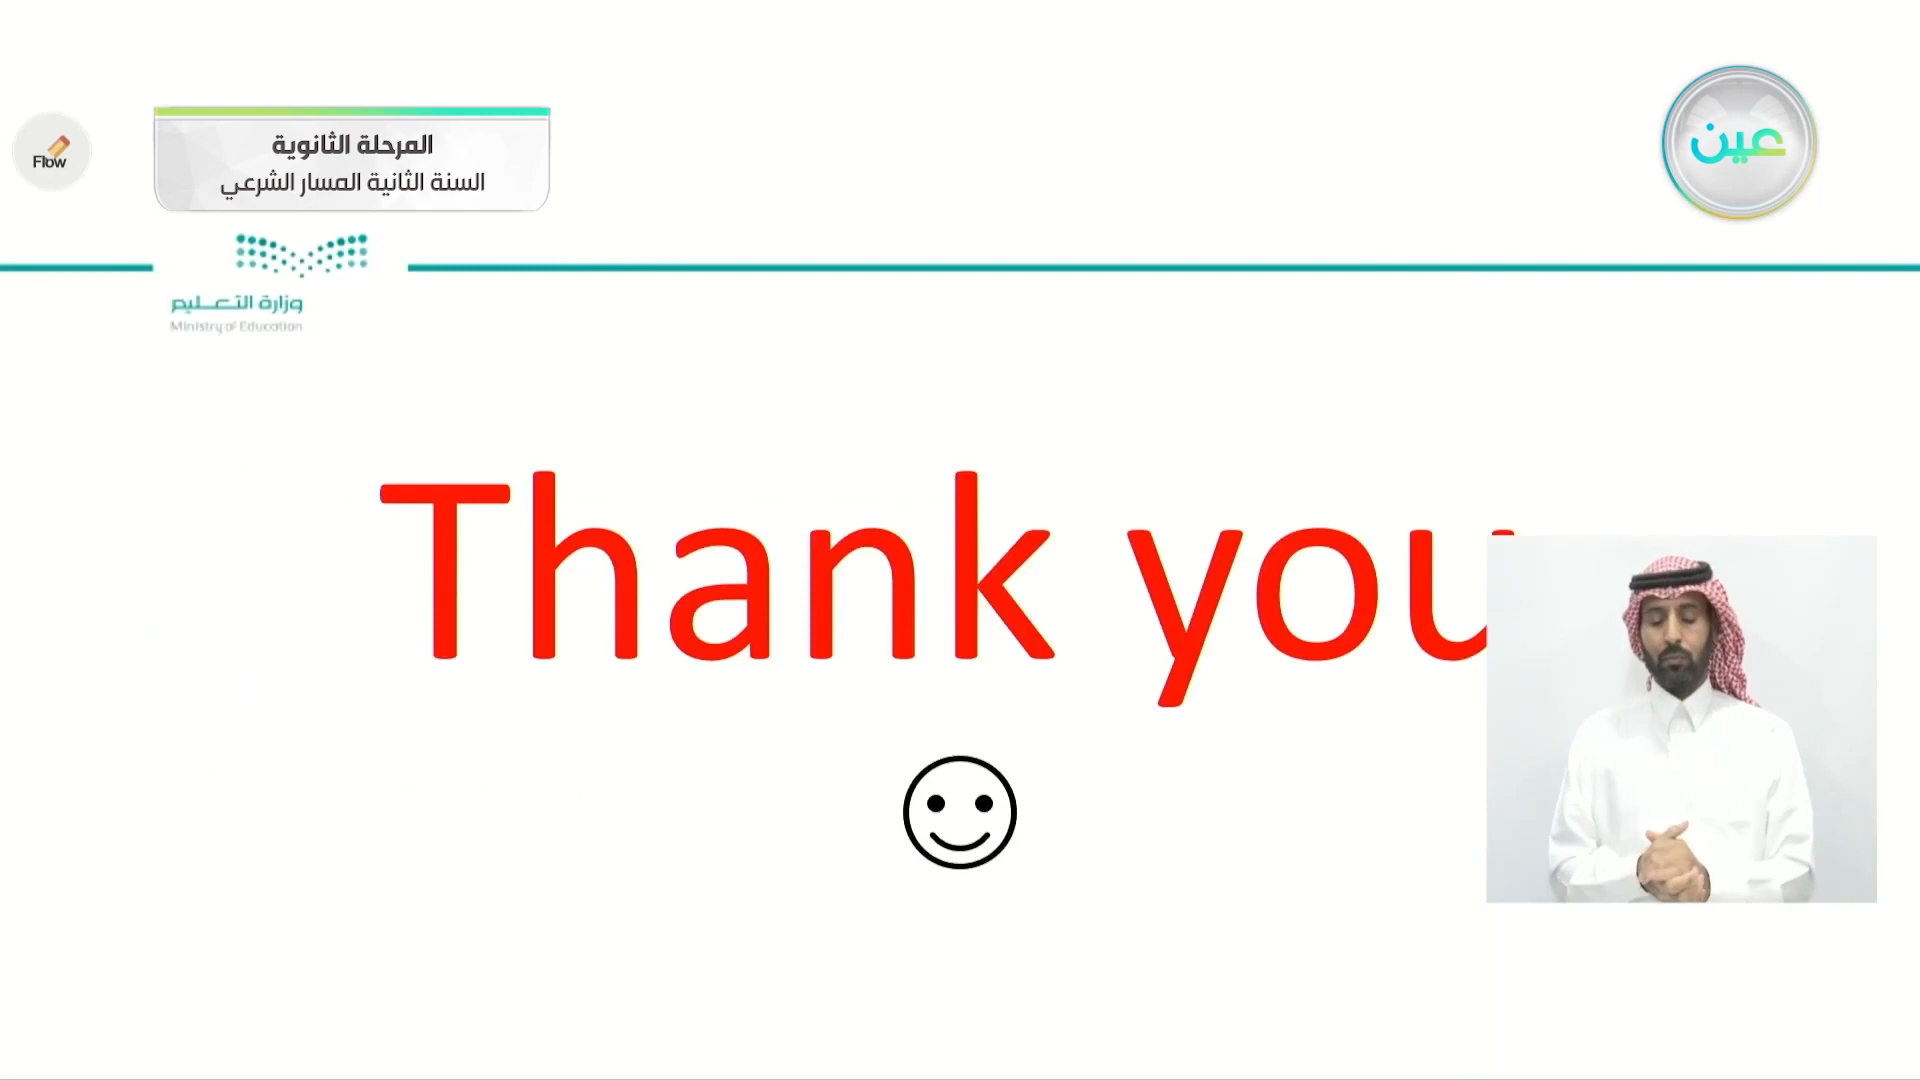 Flow
المرحلة الثانوية
السنة الثانية المسار الشرعي
عين
وزارة التعليم
Ministry of Education
Thank you